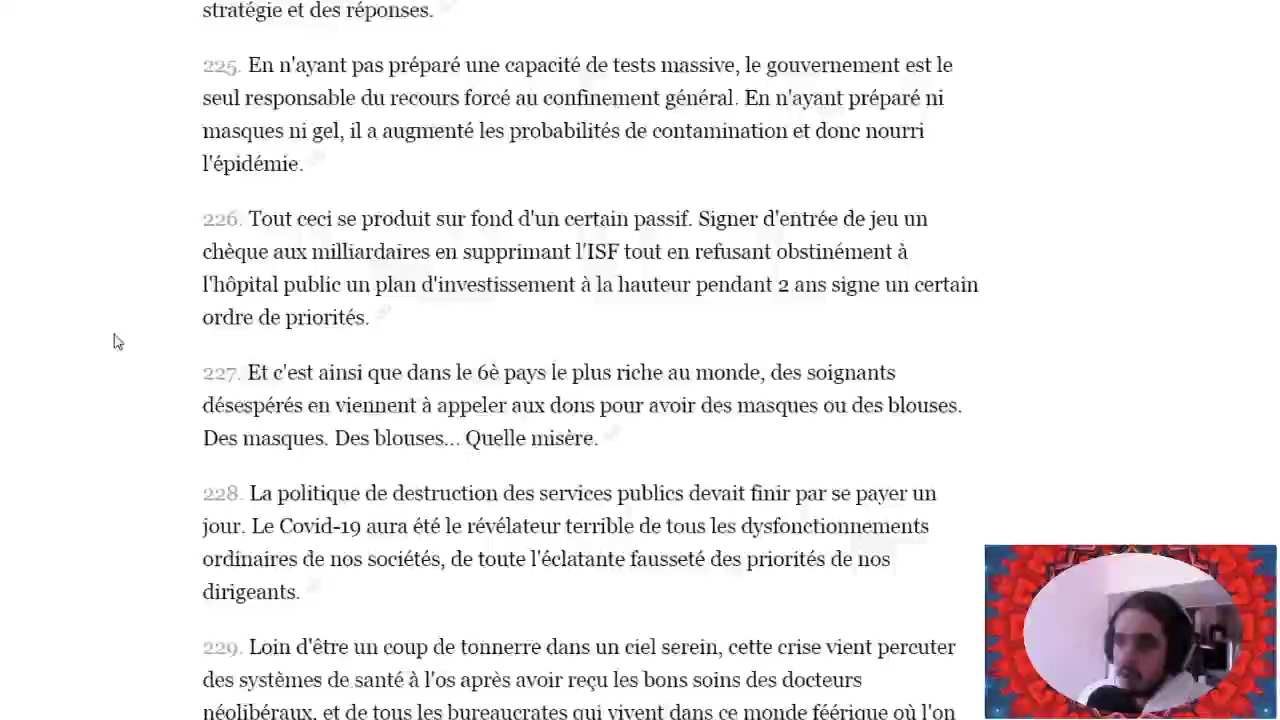 stratégie et des réponses.
225. En n'ayant pas préparé une capacité de tests massive, le gouvernement est le
seul responsable du recours forcé au confinement général. En n'ayant préparé ni
masques ni gel, il a augmenté les probabilités de contamination et donc nourri
l'épidémie.
226. Tout ceci se produit sur fond d'un certain passif. Signer d'entrée de jeu un
chèque aux milliardaires en supprimant l'ISF tout en refusant obstinément à
l'hôpital public un plan d'investissement à la hauteur pendant 2 ans signe un certain
ordre de priorités.
227. Et c'est ainsi que dans le 6è pays le plus riche au monde, des soignants
désespérés en viennent à appeler aux dons pour avoir des masques ou des blouses.
Des masques. Des blouses... Quelle misère.
228. La politique de destruction des services publics devait finir par se payer un
jour. Le Covid-19 aura été le révélateur terrible de tous les dysfonctionnements
ordinaires de nos sociétés, de toute l'éclatante fausseté des priorités de nos
dirigeants.
229. Loin d'être un coup de tonnerre dans un ciel serein, cette crise vient percuter
des systèmes de santé à l'os après avoir reçu les bons soins des docteurs
néolibéraux, et de tous les bureaucrates qui vivent dans ce monde féérique où l'on